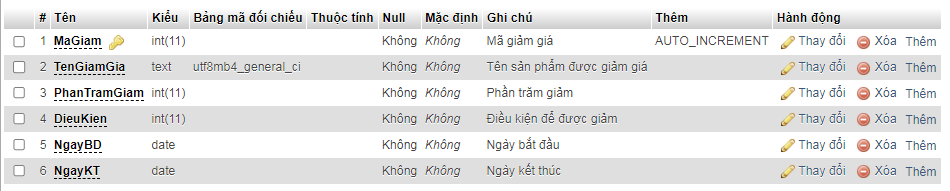 # Tên Kiểu Bảng mã đối chiếu Thuộc tính Null Mặc định Ghi chú Thêm Hành động
1 MaGiam int(11) Không Không Mã giảm giá AUTO_INCREMENT Thay đổi Xóa Thêm
2 TenGiamGia text utf8mb4_general_ci Không Không Tên sản phẩm được giảm giá Thay đổi Xóa Thêm
3 PhanTramGiam int(11) Không Không Phần trăm giảm Thay đổi Xóa Thêm
4 DieuKien int(11) Không Không Điều kiện để được giảm Thay đổi Xóa Thêm
5 NgayBD date Không Không Ngày bắt đầu Thay đổi Xóa Thêm
6 NgayKT date Không Không Ngày kết thúc Thay đổi Xóa Thêm